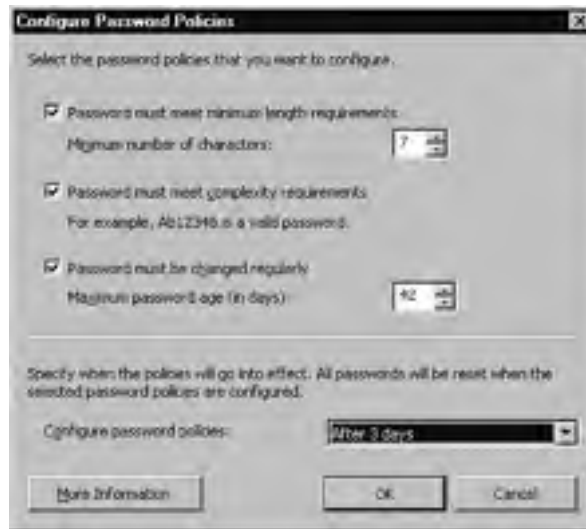 Configure Password Policies
Select the password policies that you want to configure.
Password must meet minimum length requirements
Minimum number of characters:
7
Password must meet complexity requirements
For example, Ab12346 is a valid password.
Password must be changed regularly
Maximum password age (in days):
42
Specify when the policies will go into effect. All passwords will be reset when the
selected password polices are configured.
Configure password policies:
After 3 days
More Information
OK
Cancel